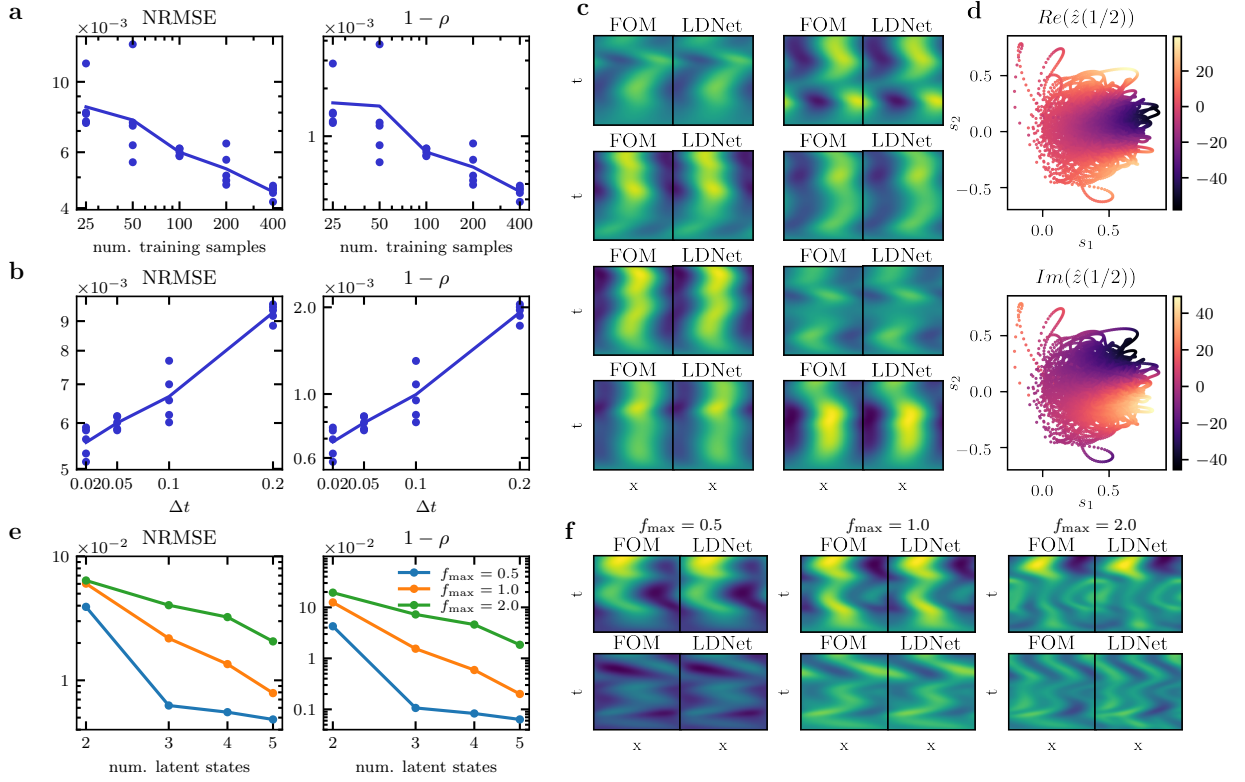 a
NRMSE
×10⁻³
10
8
6
4
25 50 100 200 400
num. training samples
1 − ρ
×10⁻³
1
25 50 100 200 400
num. training samples
b
NRMSE
×10⁻³
9
8
7
6
5
0.02 0.05 0.1 0.2
Δt
1 − ρ
×10⁻³
2.0
1.0
0.6
0.02 0.05 0.1 0.2
Δt
c
FOM LDNet FOM LDNet
t
FOM LDNet FOM LDNet
t
FOM LDNet FOM LDNet
t
FOM LDNet FOM LDNet
t
x x x x
d
Re(ẑ(1/2))
s₂
0.5
0.0
−0.5
0.0 0.5
s₁
20
0
−20
−40
Im(ẑ(1/2))
s₂
0.5
0.0
−0.5
0.0 0.5
s₁
40
20
0
−20
−40
e
NRMSE
×10⁻²
10
1
2 3 4 5
num. latent states
1 − ρ
×10⁻²
10
1
0.1
f_max = 0.5
f_max = 1.0
f_max = 2.0
2 3 4 5
num. latent states
f
f_max = 0.5 f_max = 1.0 f_max = 2.0
FOM LDNet FOM LDNet FOM LDNet
t t t
FOM LDNet FOM LDNet FOM LDNet
t t t
x x x x x x